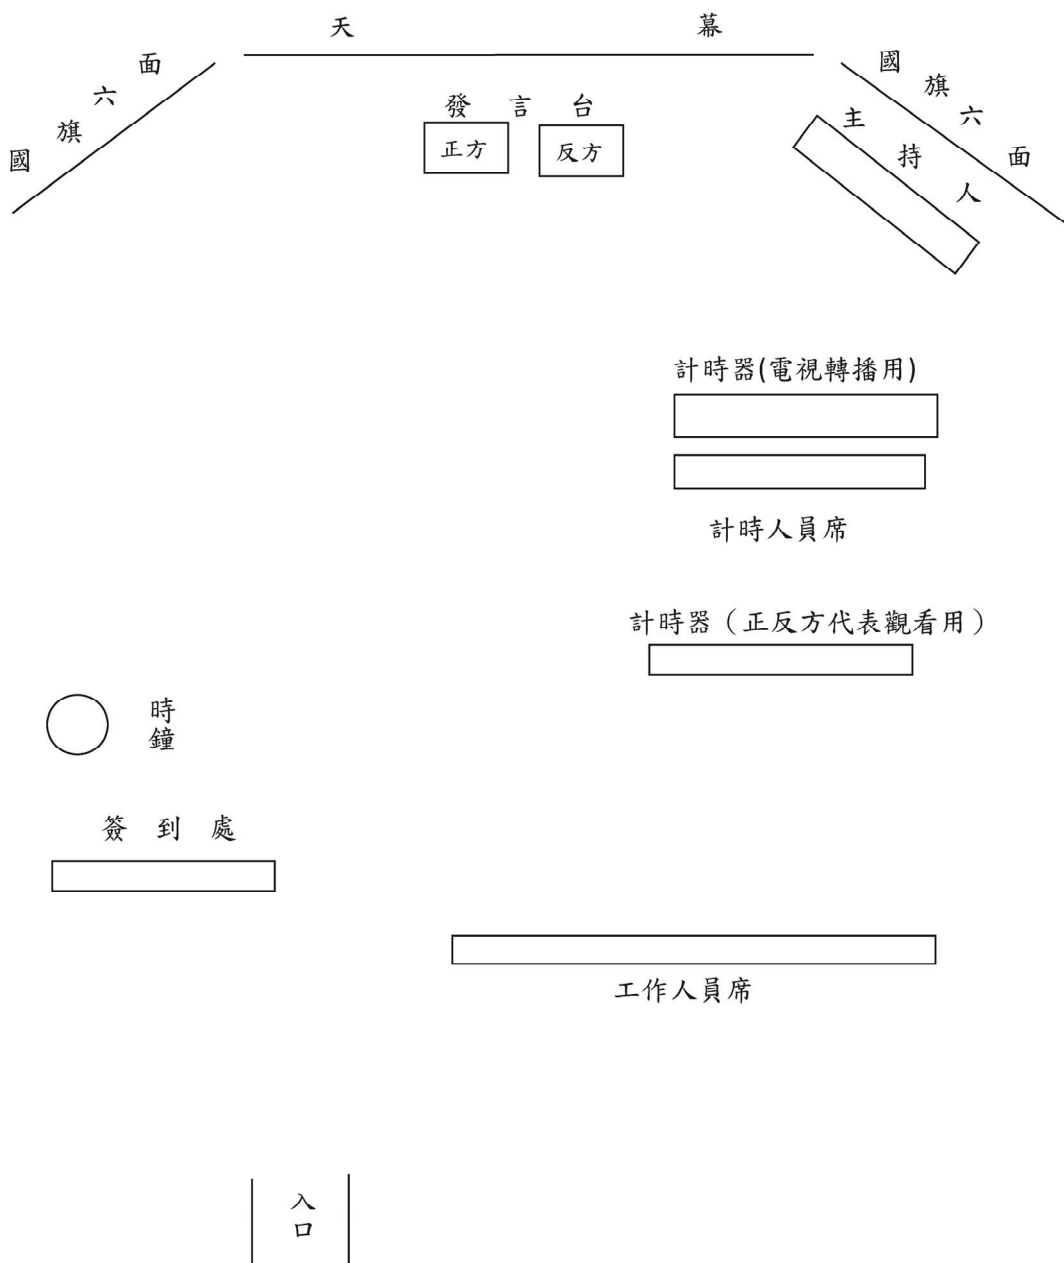 天幕
國旗六面
國旗六面
發言台
正方
反方
主持人
計時器(電視轉播用)
計時人員席
計時器（正反方代表觀看用）
時鐘
簽到處
工作人員席
入口